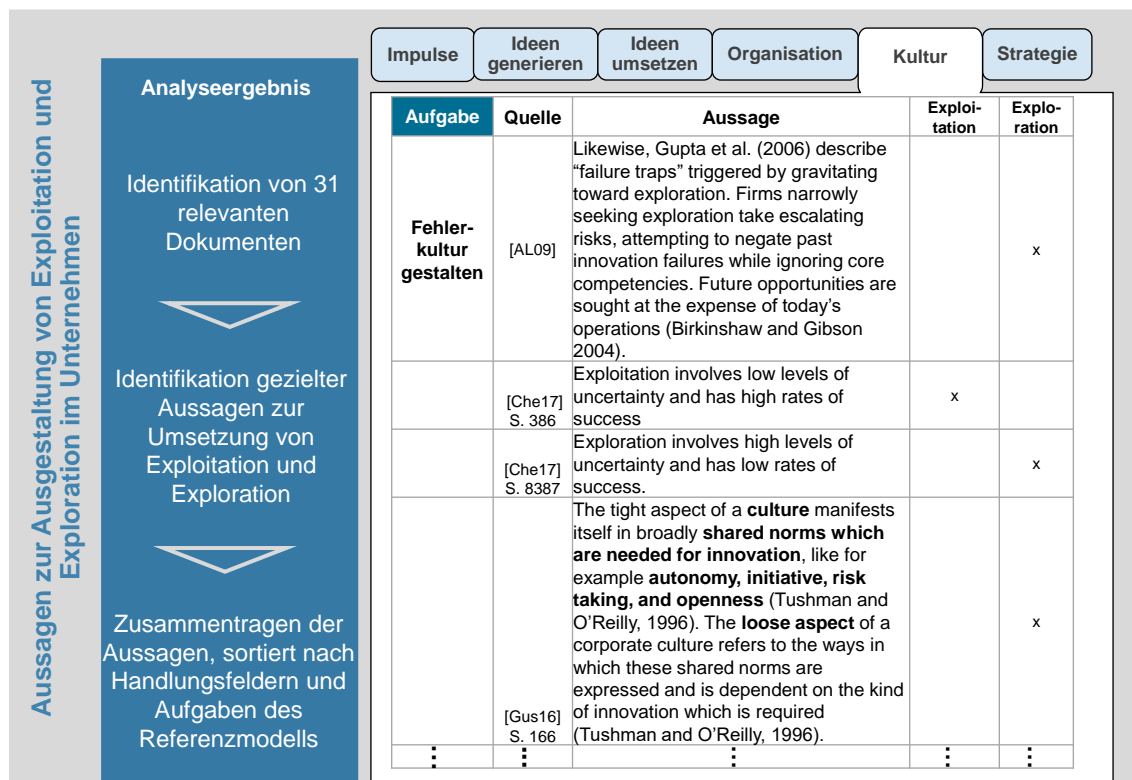 Aussagen zur Ausgestaltung von Exploitation und
Exploration im Unternehmen
Analyseergebnis
Identifikation von 31
relevanten
Dokumenten
Identifikation gezielter
Aussagen zur
Umsetzung von
Exploitation und
Exploration
Zusammentragen der
Aussagen, sortiert nach
Handlungsfeldern und
Aufgaben des
Referenzmodells
Impulse
Ideen
generieren
Ideen
umsetzen
Organisation
Kultur
Strategie
Aufgabe
Quelle
Aussage
Exploi-
tation
Explo-
ration
Fehler-
kultur
gestalten
[AL09]
Likewise, Gupta et al. (2006) describe
“failure traps” triggered by gravitating
toward exploration. Firms narrowly
seeking exploration take escalating
risks, attempting to negate past
innovation failures while ignoring core
competencies. Future opportunities are
sought at the expense of today’s
operations (Birkinshaw and Gibson
2004).
x
[Che17]
S. 386
Exploitation involves low levels of
uncertainty and has high rates of
success
x
[Che17]
S. 8387
Exploration involves high levels of
uncertainty and has low rates of
success.
x
[Gus16]
S. 166
The tight aspect of a culture manifests
itself in broadly shared norms which
are needed for innovation, like for
example autonomy, initiative, risk
taking, and openness (Tushman and
O’Reilly, 1996). The loose aspect of a
corporate culture refers to the ways in
which these shared norms are
expressed and is dependent on the kind
of innovation which is required
(Tushman and O’Reilly, 1996).
x